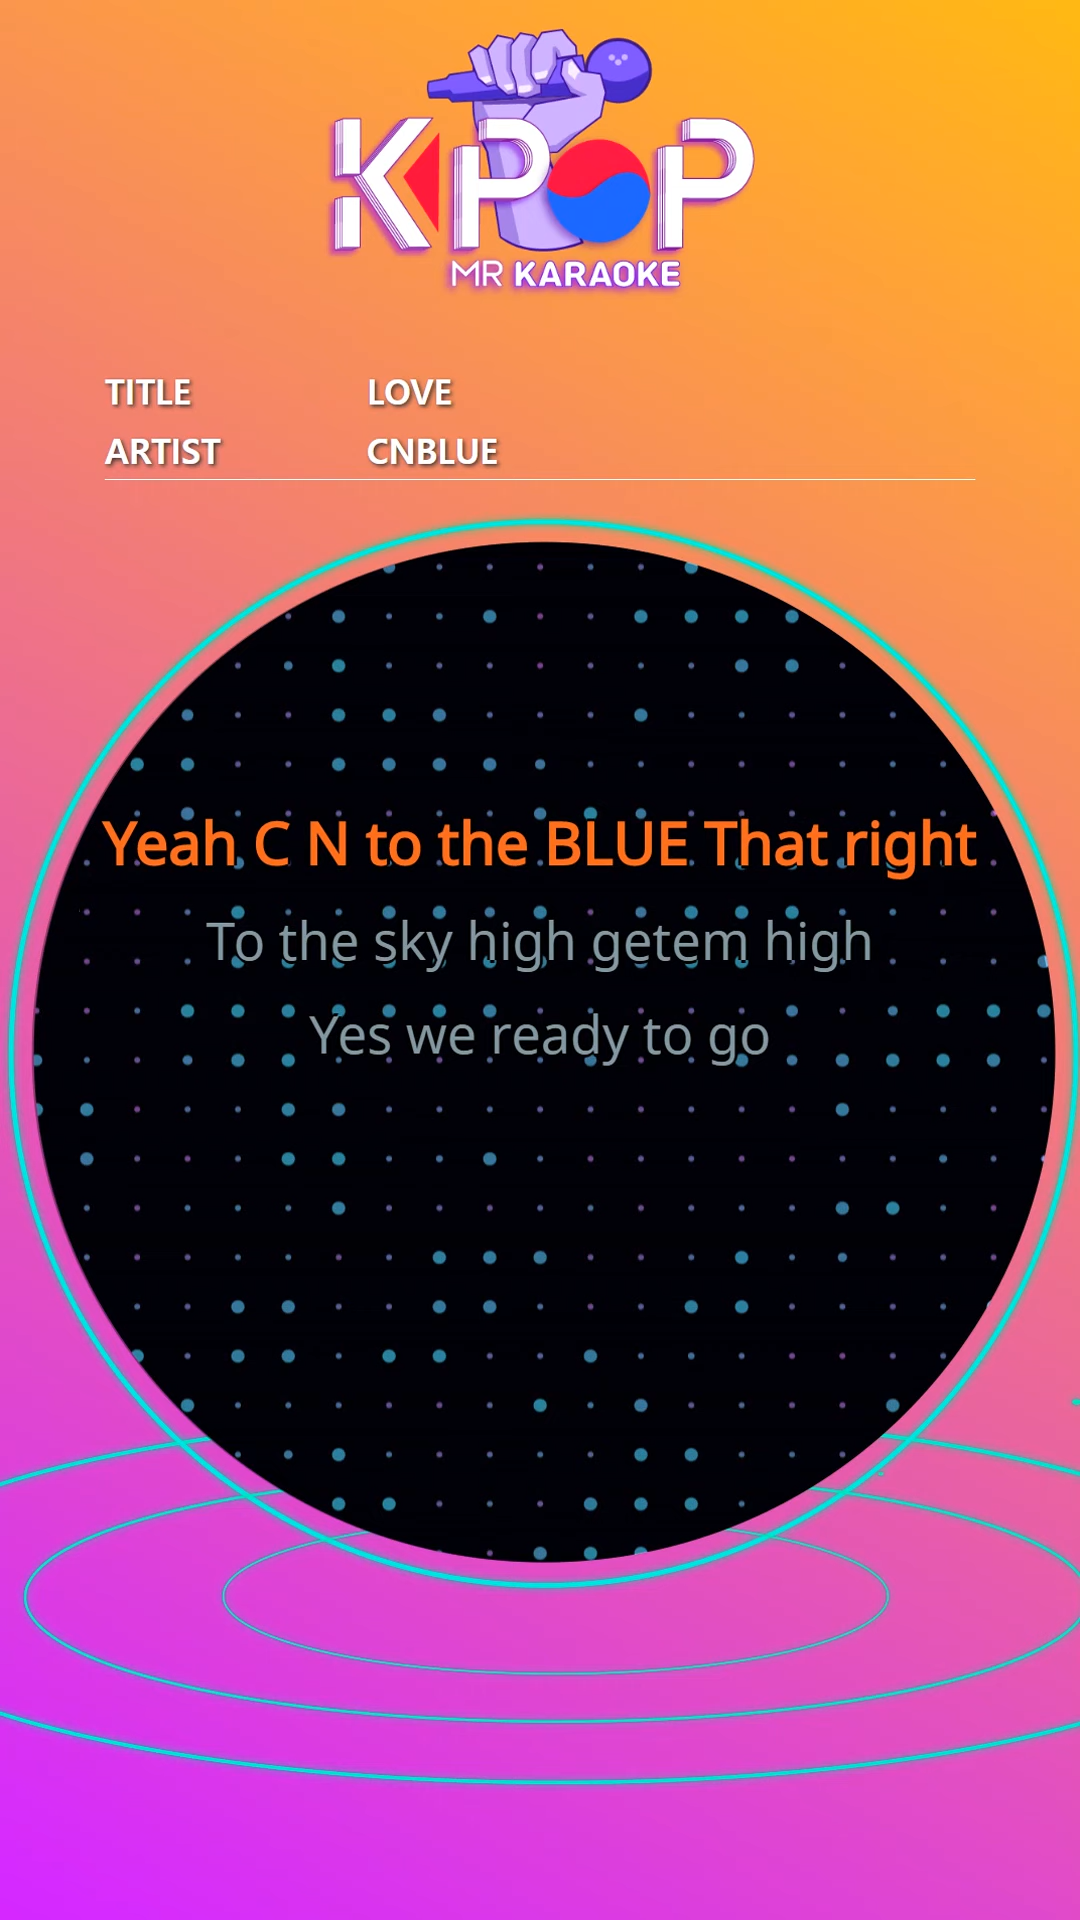 KPOP
MR KARAOKE
TITLE LOVE
ARTIST CNBLUE
Yeah C N to the BLUE That right
To the sky high getem high
Yes we ready to go